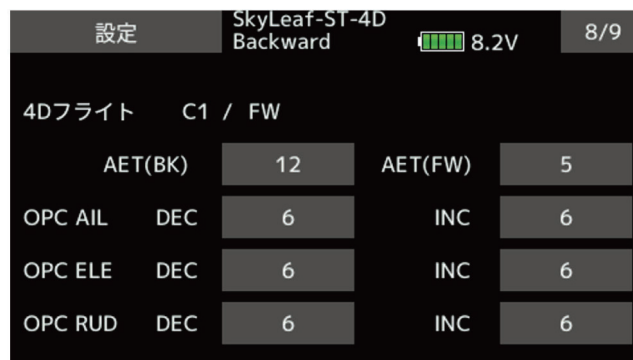 設定 SkyLeaf-ST-4D 8/9
Backward 8.2V
4Dフライト C1 / FW
AET(BK) 12 AET(FW) 5
OPC AIL DEC 6 INC 6
OPC ELE DEC 6 INC 6
OPC RUD DEC 6 INC 6